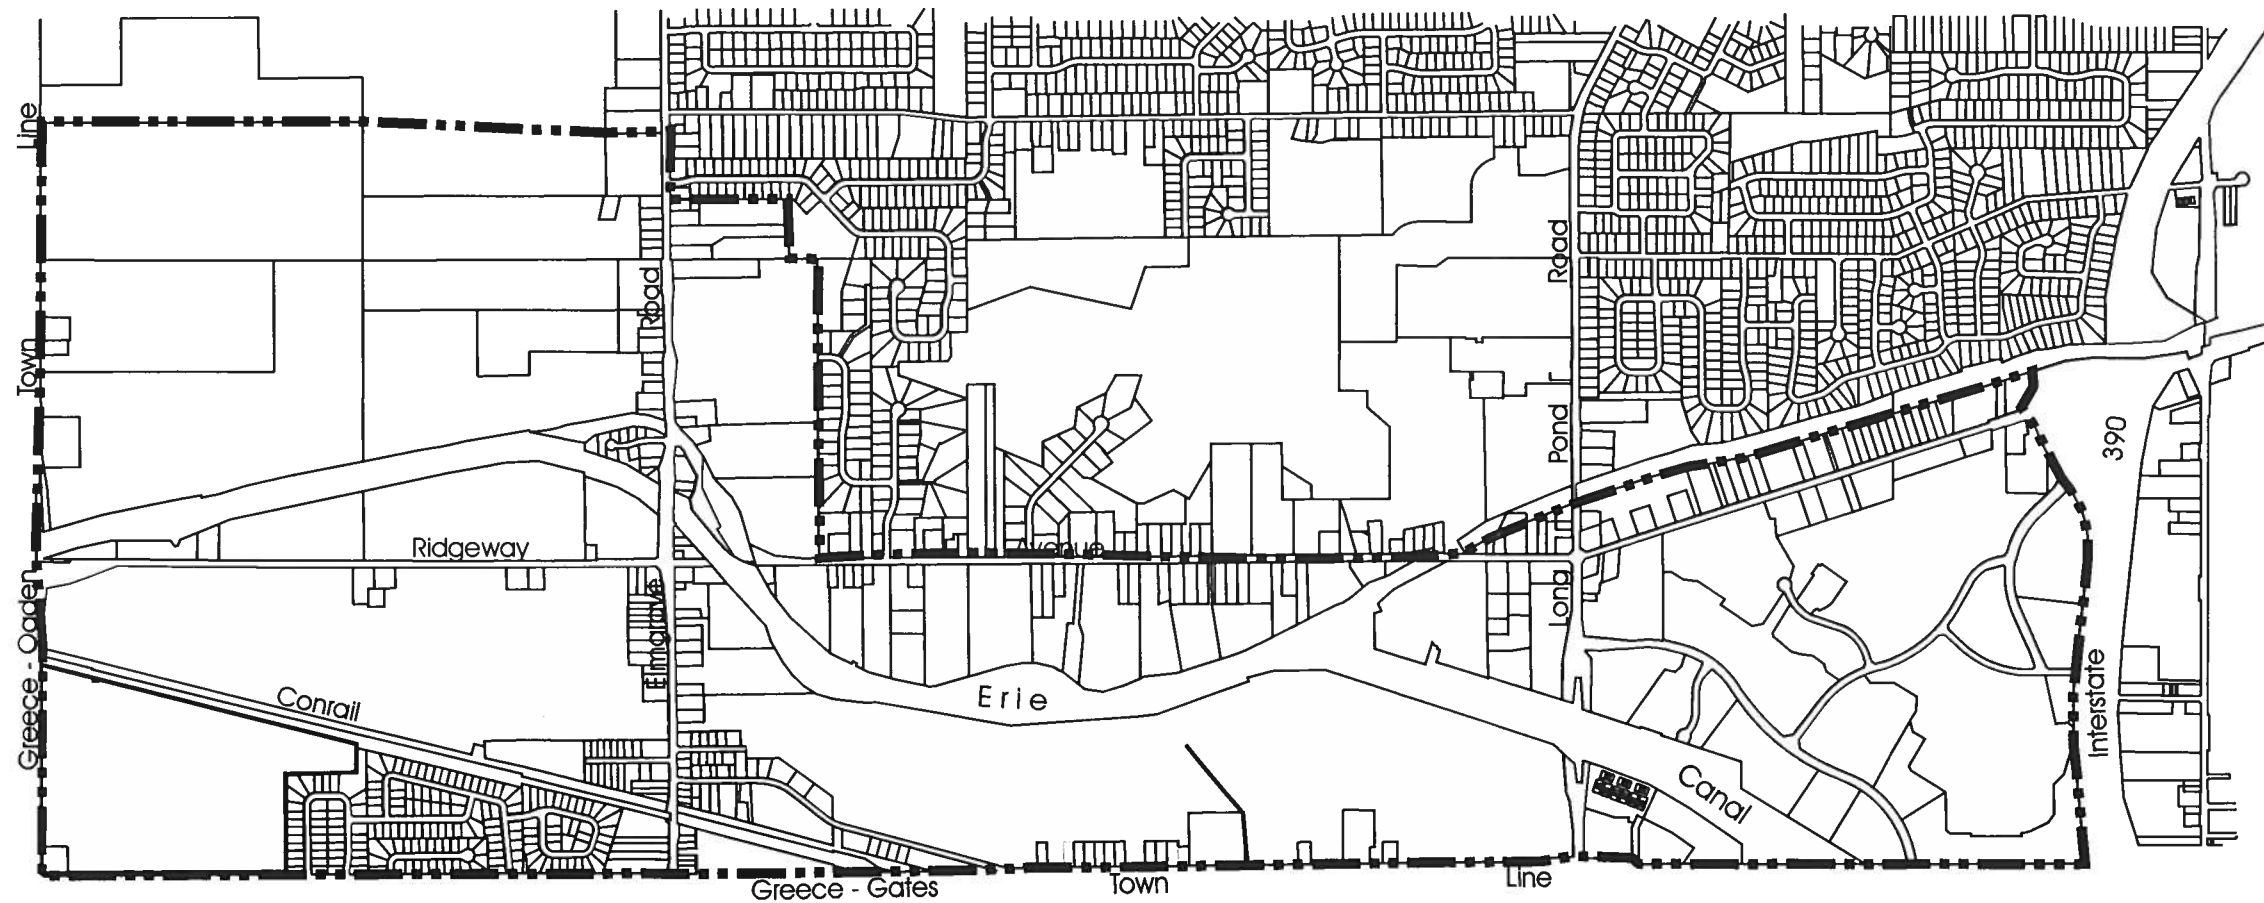 Greece - Ogden Town Line
Elmgrove Road
Long Pond Road
390
Interstate
Ridgeway Avenue
Conrail
Erie Canal
Greece - Gates Town Line